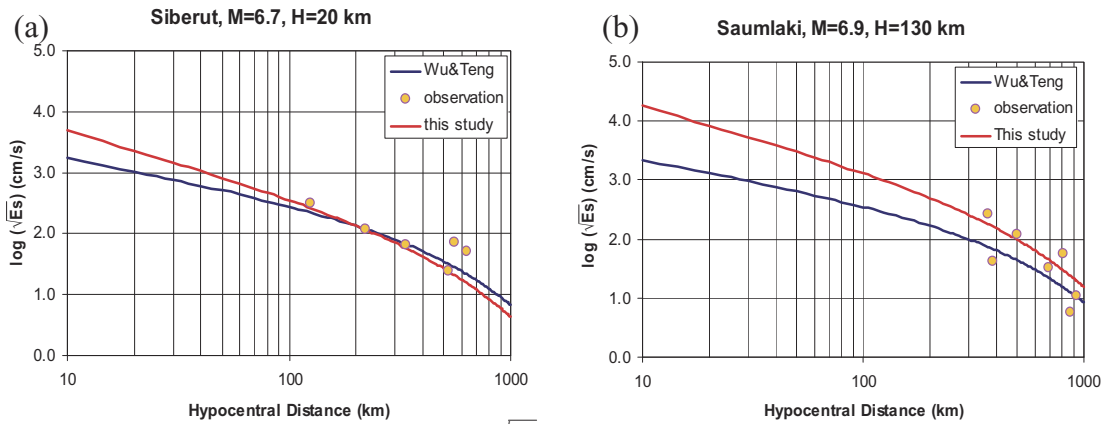 (a)
Siberut, M=6.7, H=20 km
5.0
4.0
3.0
2.0
1.0
0.0
log (√Es) (cm/s)
Wu&Teng
observation
this study
10
100
1000
Hypocentral Distance (km)
(b)
Saumlaki, M=6.9, H=130 km
5.0
4.0
3.0
2.0
1.0
0.0
log (√Es) (cm/s)
Wu&Teng
observation
This study
10
100
1000
Hypocentral Distance (km)